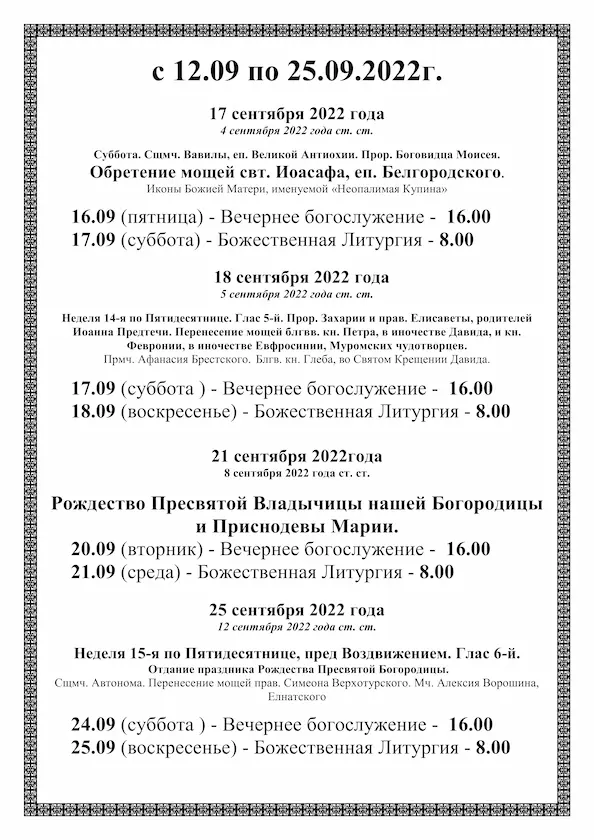 с 12.09 по 25.09.2022г.
17 сентября 2022 года
4 сентября 2022 года ст. ст.
Суббота. Сщмч. Вавилы, еп. Великой Антиохии. Прор. Боговидца Моисея.
Обретение мощей свт. Иоасафа, еп. Белгородского.
Иконы Божией Матери, именуемой «Неопалимая Купина»
16.09 (пятница) - Вечернее богослужение - 16.00
17.09 (суббота) - Божественная Литургия - 8.00
18 сентября 2022 года
5 сентября 2022 года ст. ст.
Неделя 14-я по Пятидесятнице. Глас 5-й. Прор. Захарии и прав. Елисаветы, родителей
Иоанна Предтечи. Перенесение мощей блгвв. кн. Петра, в иночестве Давида, и кн.
Февронии, в иночестве Евфросинии, Муромских чудотворцев.
Прмч. Афанасия Брестского. Блгв. кн. Глеба, во Святом Крещении Давида.
17.09 (суббота ) - Вечернее богослужение - 16.00
18.09 (воскресенье) - Божественная Литургия - 8.00
21 сентября 2022года
8 сентября 2022 года ст. ст.
Рождество Пресвятой Владычицы нашей Богородицы
и Приснодевы Марии.
20.09 (вторник) - Вечернее богослужение - 16.00
21.09 (среда) - Божественная Литургия - 8.00
25 сентября 2022 года
12 сентября 2022 года ст. ст.
Неделя 15-я по Пятидесятнице, пред Воздвижением. Глас 6-й.
Отдание праздника Рождества Пресвятой Богородицы.
Сщмч. Автонома. Перенесение мощей прав. Симеона Верхотурского. Мч. Алексия Ворошина,
Елнатского
24.09 (суббота ) - Вечернее богослужение - 16.00
25.09 (воскресенье) - Божественная Литургия - 8.00